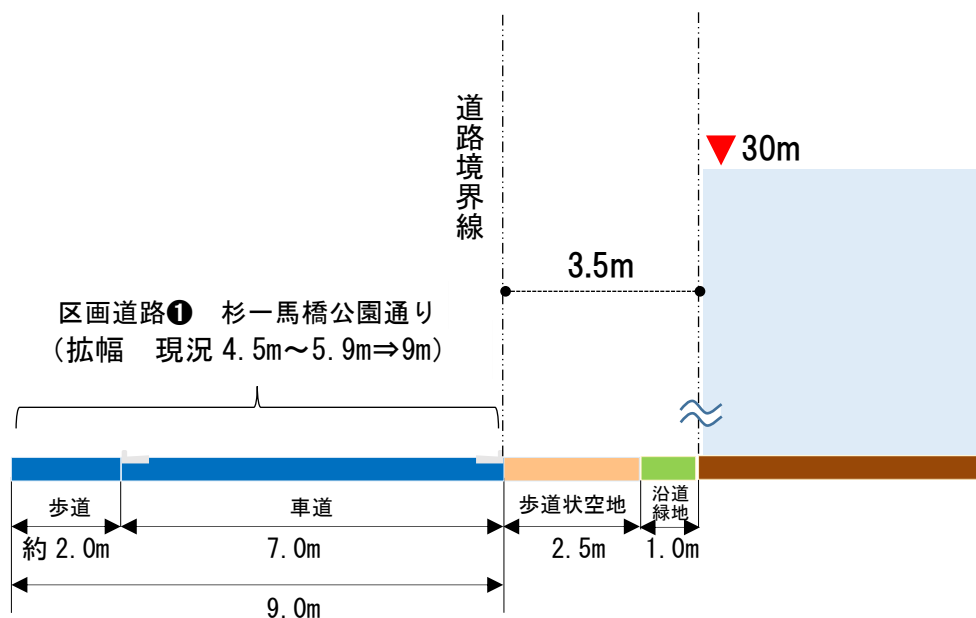 道路境界線
30m
3.5m
区画道路❶　杉一馬橋公園通り
(拡幅　現況 4.5m～5.9m⇒9m)
歩道
車道
歩道状空地
沿道
緑地
約 2.0m
7.0m
2.5m
1.0m
9.0m